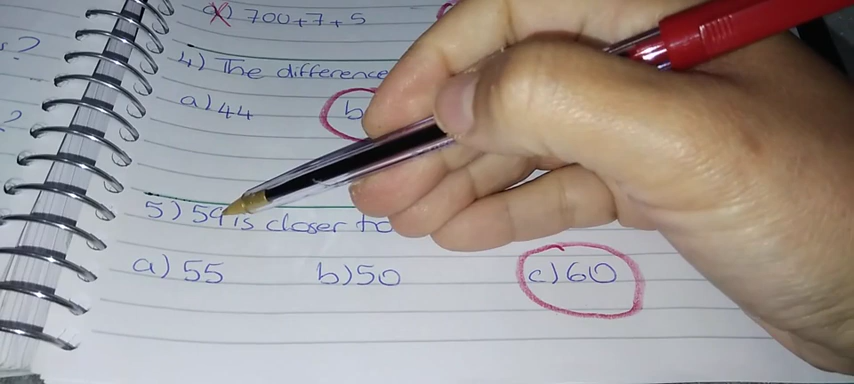 a) 700+7+5
4) The difference
a) 44
b
5) 59 is closer to
a) 55 b) 50 c) 60